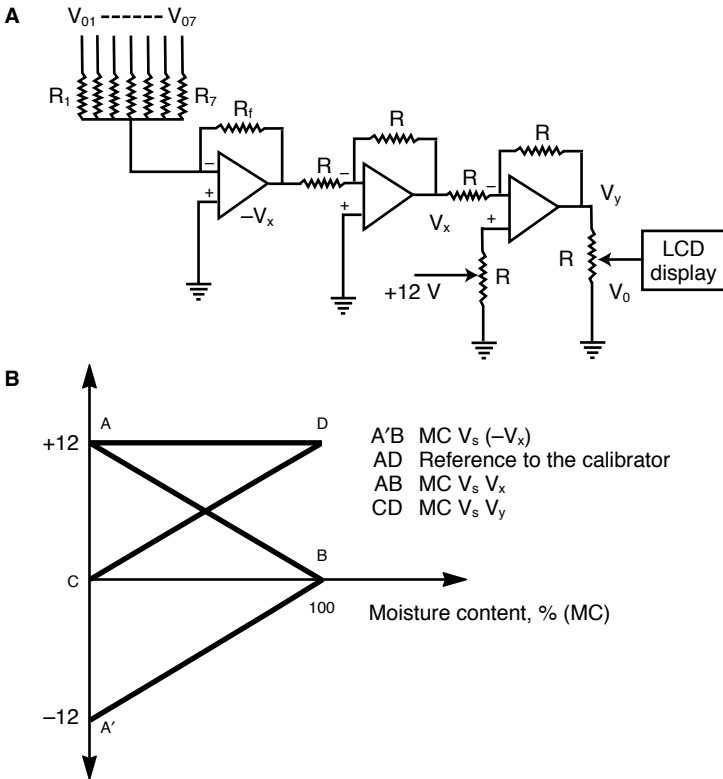 A
V01 ------- V07
R1
R7
Rf
R
R
R
R
–
+
–
+
–
+
–Vx
Vx
Vy
+12 V
R
R
V0
LCD
display
B
A
D
+12
A′B MC Vs (–Vx)
AD Reference to the calibrator
AB MC Vs Vx
CD MC Vs Vy
C
B
100
Moisture content, % (MC)
–12
A′